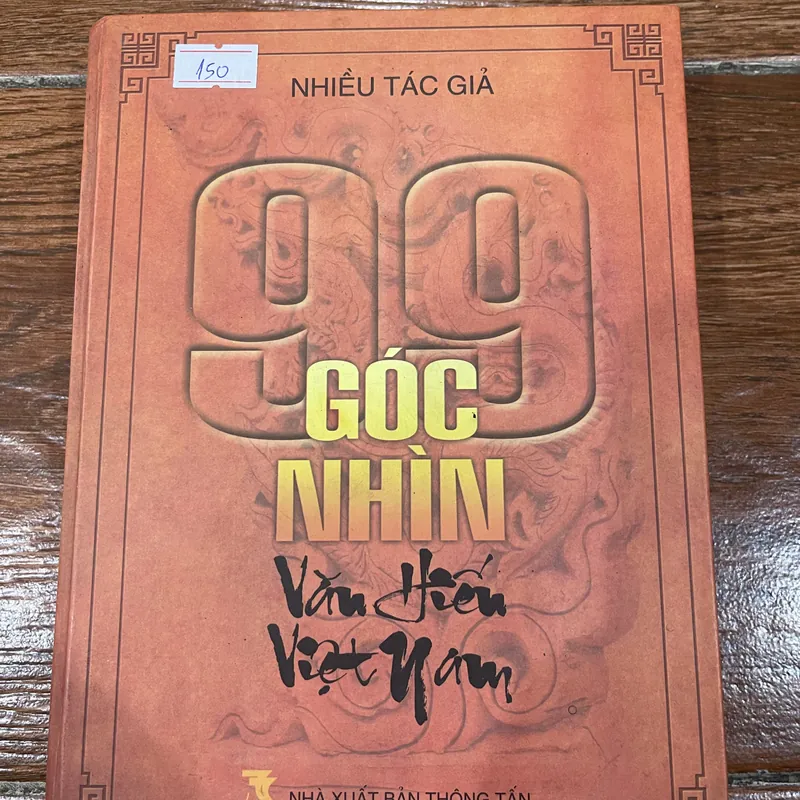 150
NHIỀU TÁC GIẢ
99
GÓC
NHÌN
Văn Hiến
Việt Nam
NHÀ XUẤT BẢN THÔNG TẤN